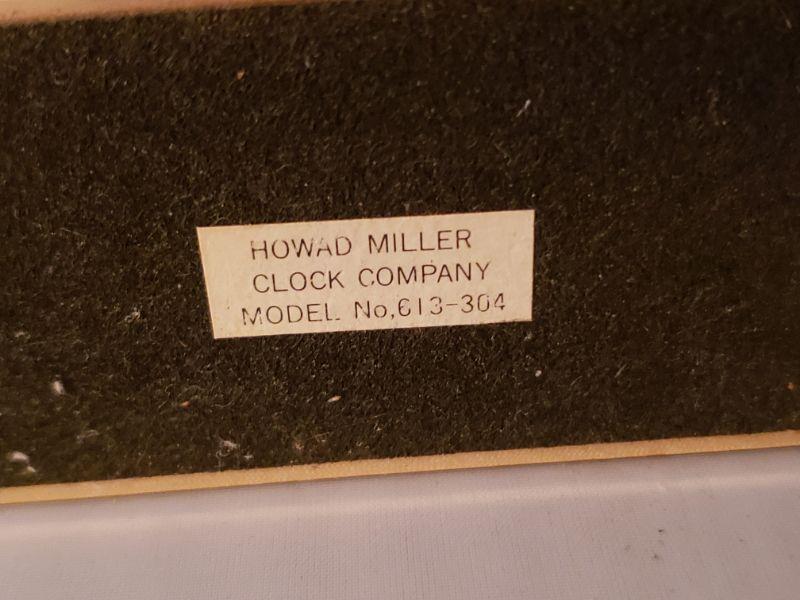 HOWAD MILLER
CLOCK COMPANY
MODEL No,613-304